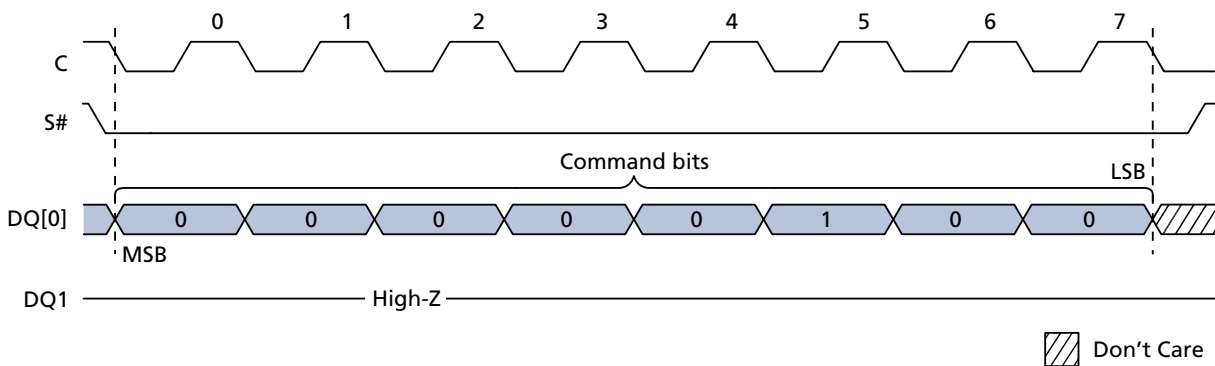 0 1 2 3 4 5 6 7
C
S#
Command bits
LSB
DQ[0] 0 0 0 0 0 1 0 0
MSB
DQ1 High-Z
Don't Care